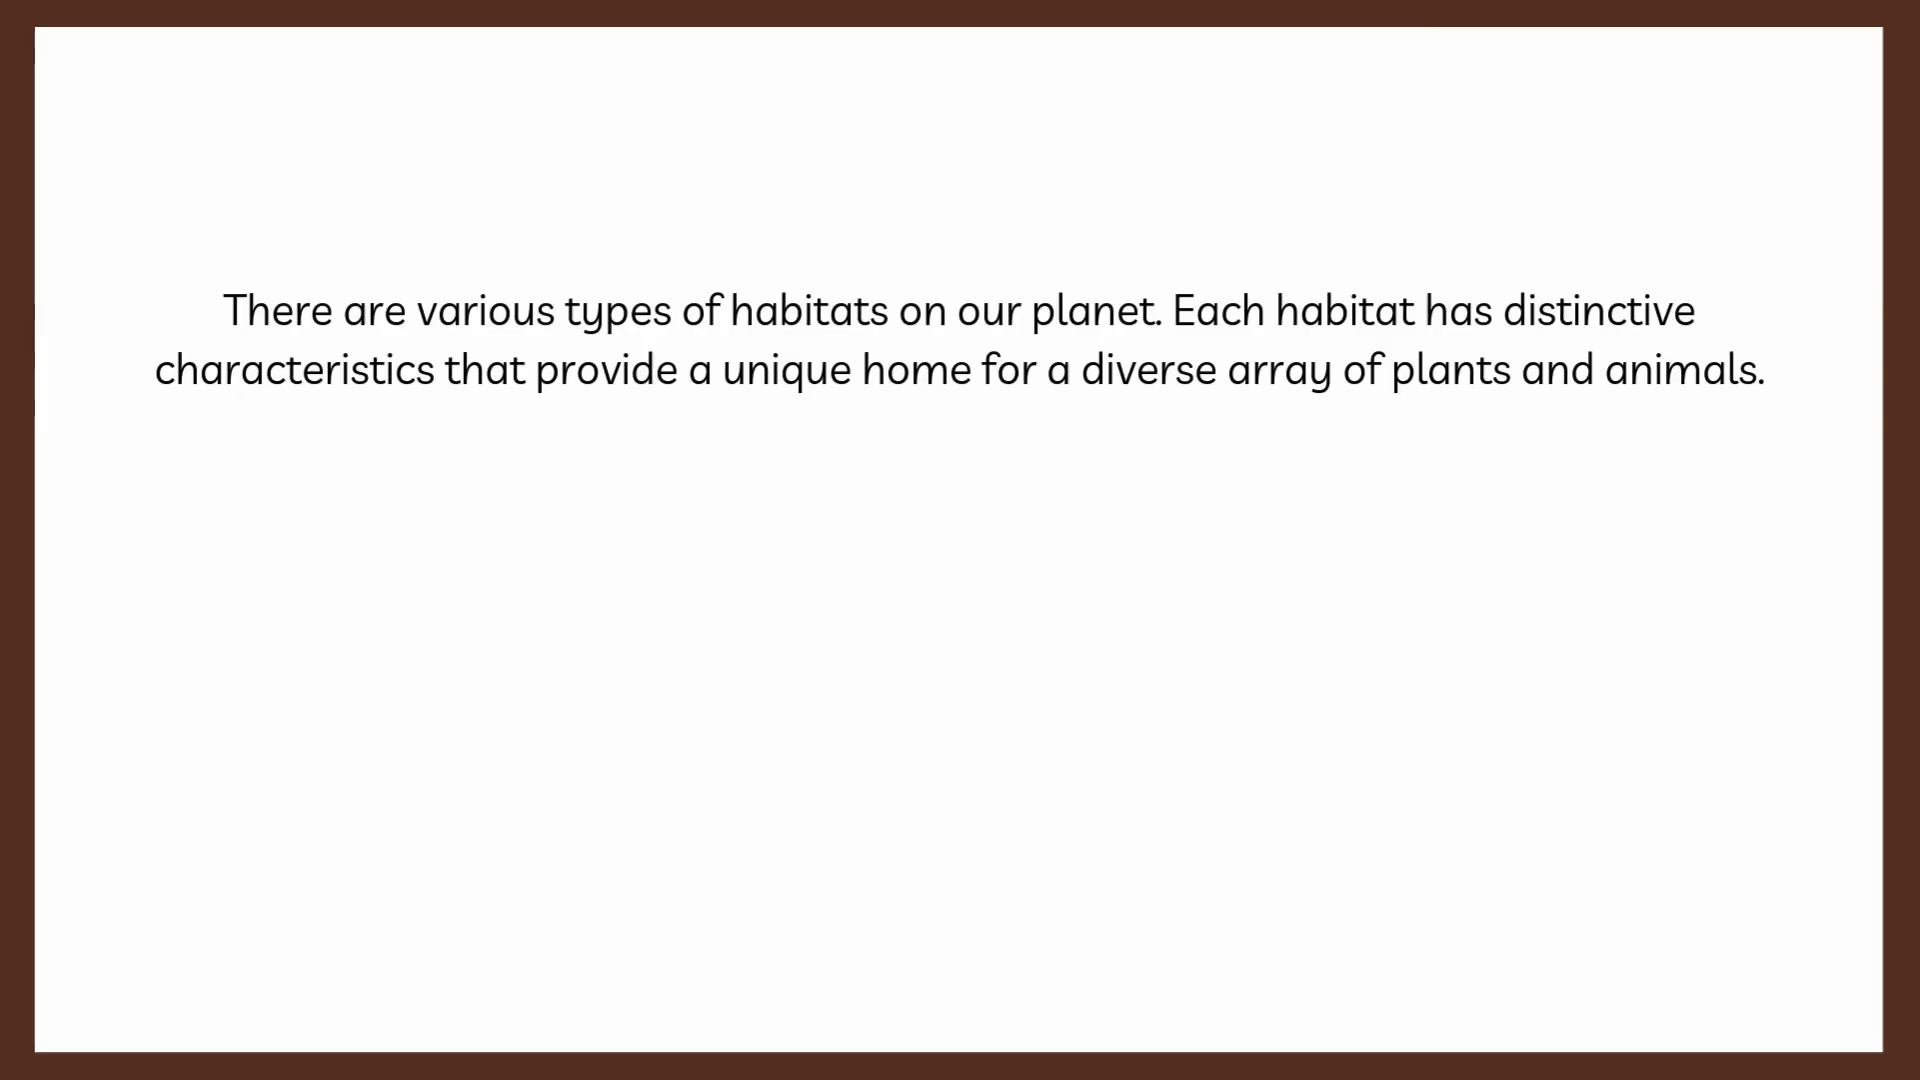 There are various types of habitats on our planet. Each habitat has distinctive
characteristics that provide a unique home for a diverse array of plants and animals.